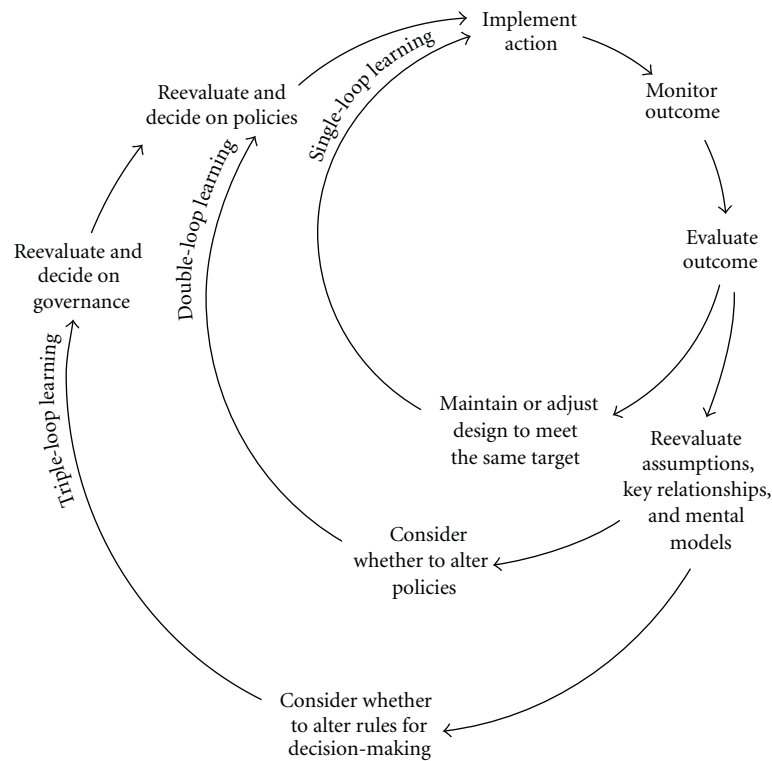 Implement
action
Monitor
outcome
Evaluate
outcome
Maintain or adjust
design to meet
the same target
Reevaluate
assumptions,
key relationships,
and mental
models
Consider
whether to alter
policies
Consider whether
to alter rules for
decision-making
Reevaluate and
decide on
governance
Reevaluate and
decide on policies
Single-loop learning
Double-loop learning
Triple-loop learning